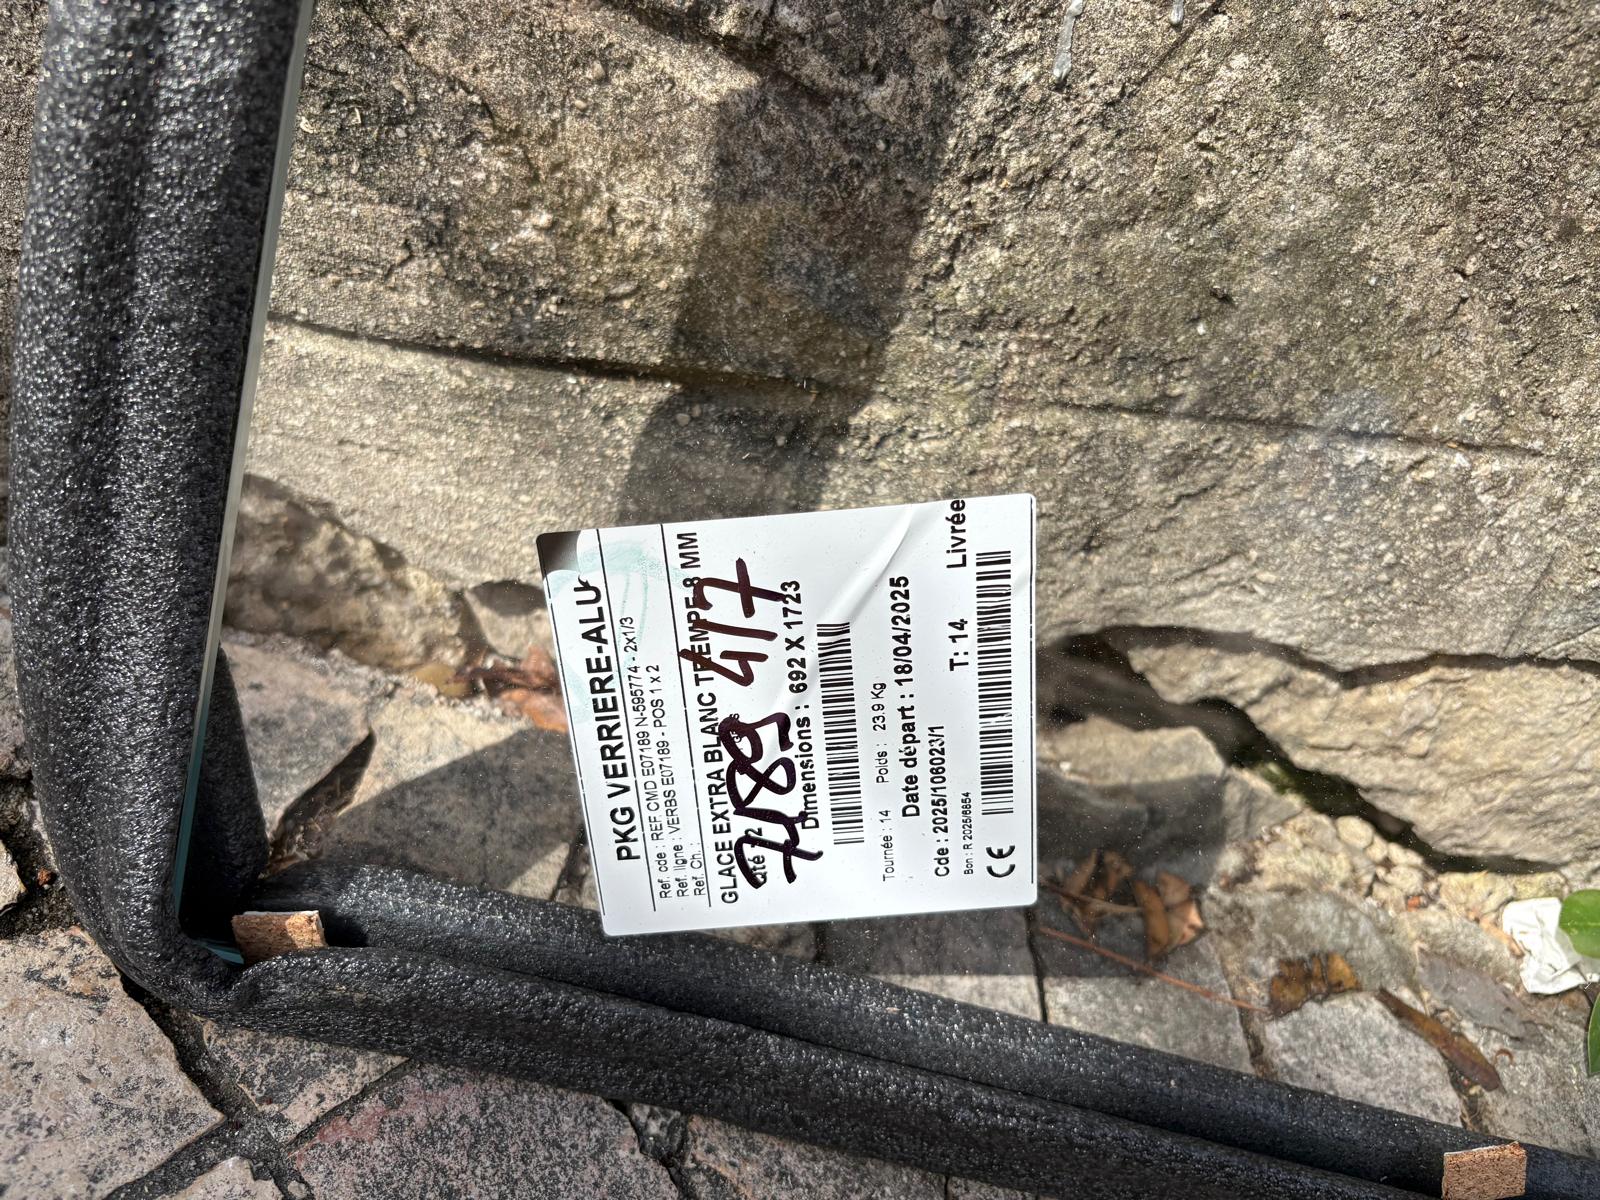 PKG VERRIERE-ALU
Ref. cde : REF. CMD E07189 N-595774 - 2x1/3
Ref. ligne : VERBS E07189 - POS 1 x 2
Ref. Ch. :
GLACE EXTRA BLANC TREMPE 8 MM
Qté : 2
7489 417
Dimensions : 692 X 1723
Tournée : 14 Poids : 23.9 Kg
Date départ : 18/04/2025
Cde : 2025/106023/1 T: 14 Livrée
Bon : R 2025/6854
CE